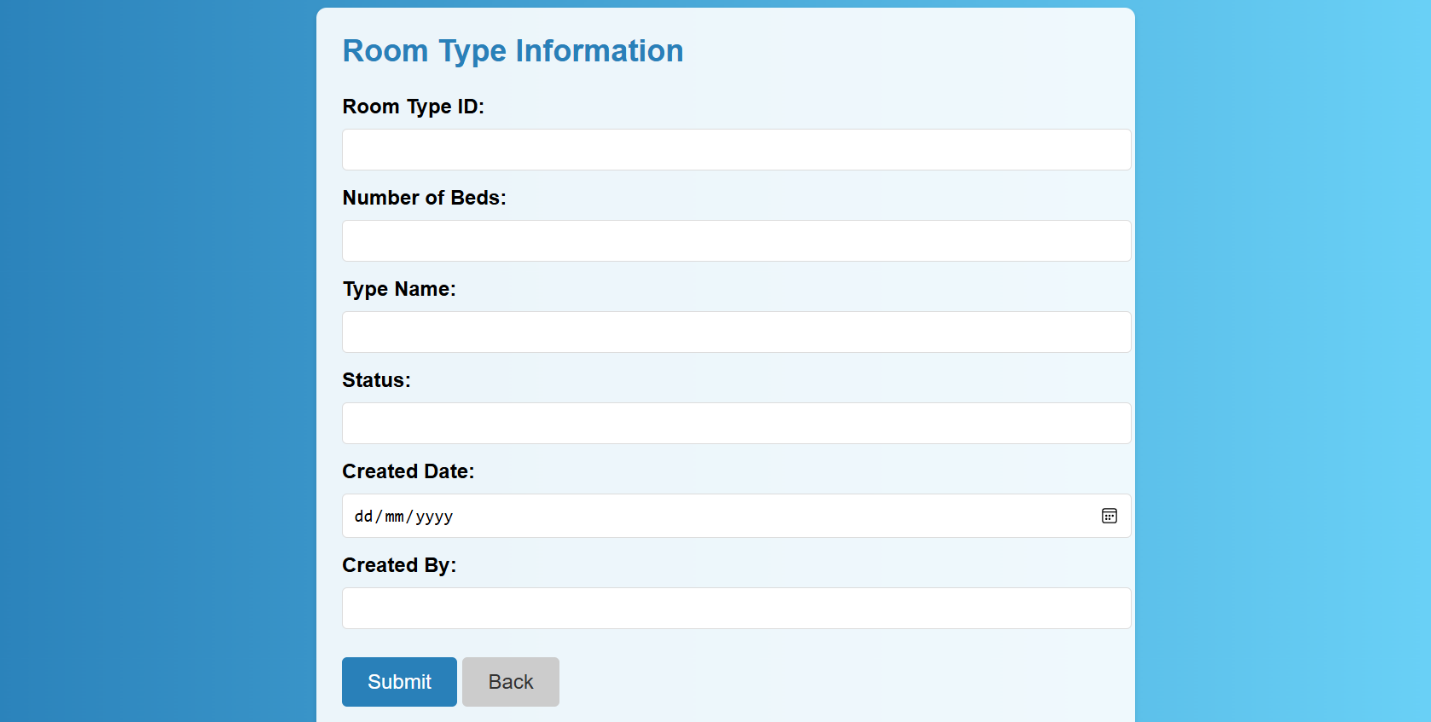 Room Type Information
Room Type ID:
Number of Beds:
Type Name:
Status:
Created Date:
dd/mm/yyyy
Created By:
Submit Back